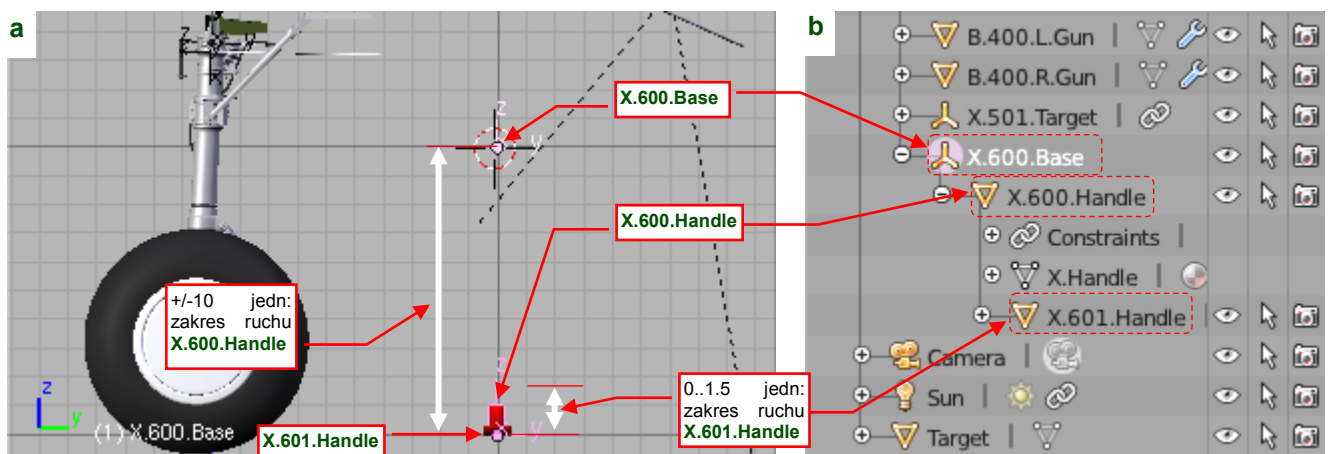 a
X.600.Base
z
y
X.600.Handle
+/-10 jedn:
zakres ruchu
X.600.Handle
z
y
z
y
(1) X.600.Base
X.601.Handle
0..1.5 jedn:
zakres ruchu
X.601.Handle
b
B.400.L.Gun
B.400.R.Gun
X.501.Target
X.600.Base
X.600.Handle
Constraints
X.Handle
X.601.Handle
Camera
Sun
Target